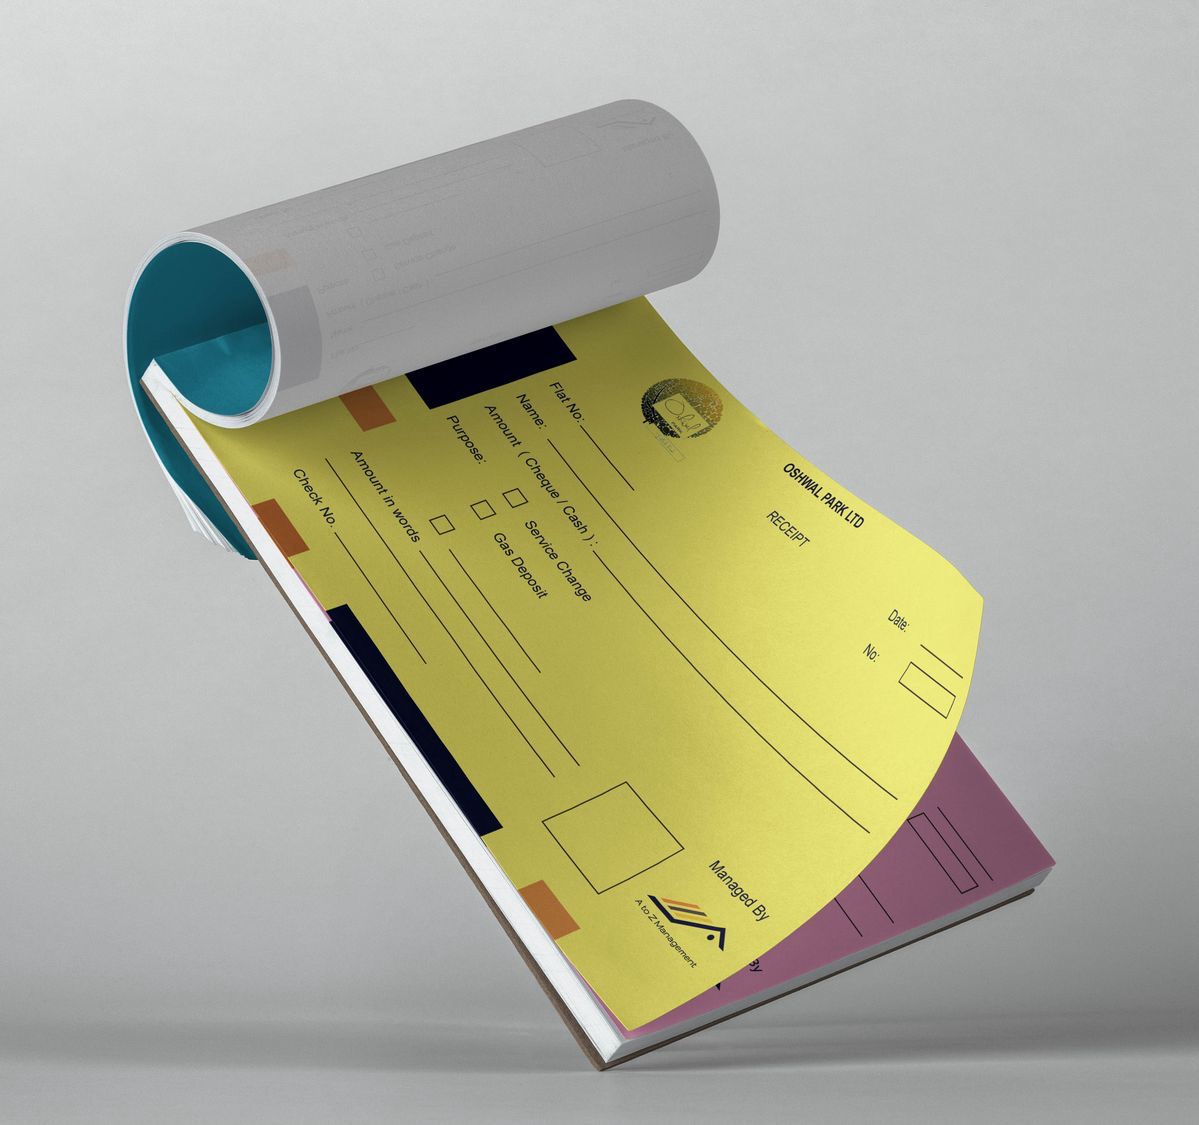 OSHWAL PARK LTD
RECEIPT
Date:
No:
Flat No:
Name:
Amount ( Cheque / Cash ) :
Purpose:
Service Change
Gas Deposit
Amount in words
Check No.
Managed By
A to Z Management
By